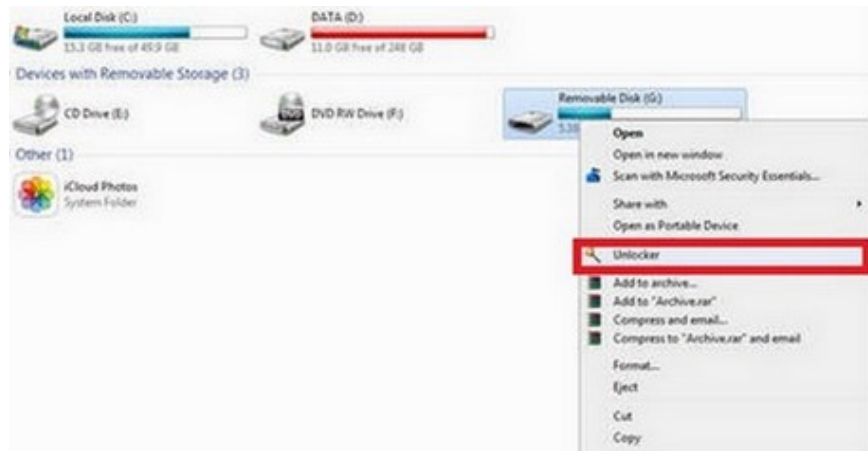 Local Disk (C:)
15.3 GB free of 49.9 GB
DATA (D:)
11.0 GB free of 248 GB
Devices with Removable Storage (3)
CD Drive (E:)
DVD RW Drive (F:)
DVD
Removable Disk (G:)
Other (1)
iCloud Photos
System Folder
Open
Open in new window
Scan with Microsoft Security Essentials...
Share with
Open as Portable Device
Unlocker
Add to archive...
Add to "Archive.rar"
Compress and email...
Compress to "Archive.rar" and email
Format...
Eject
Cut
Copy